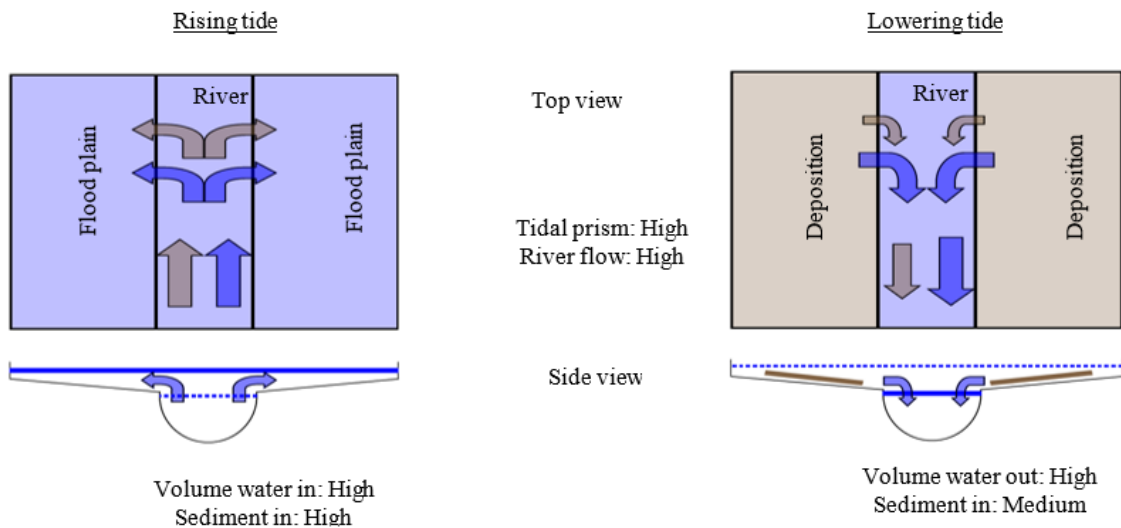 Rising tide
Lowering tide
River
Flood plain
Flood plain
Top view
River
Deposition
Deposition
Tidal prism: High
River flow: High
Side view
Volume water in: High
Sediment in: High
Volume water out: High
Sediment in: Medium